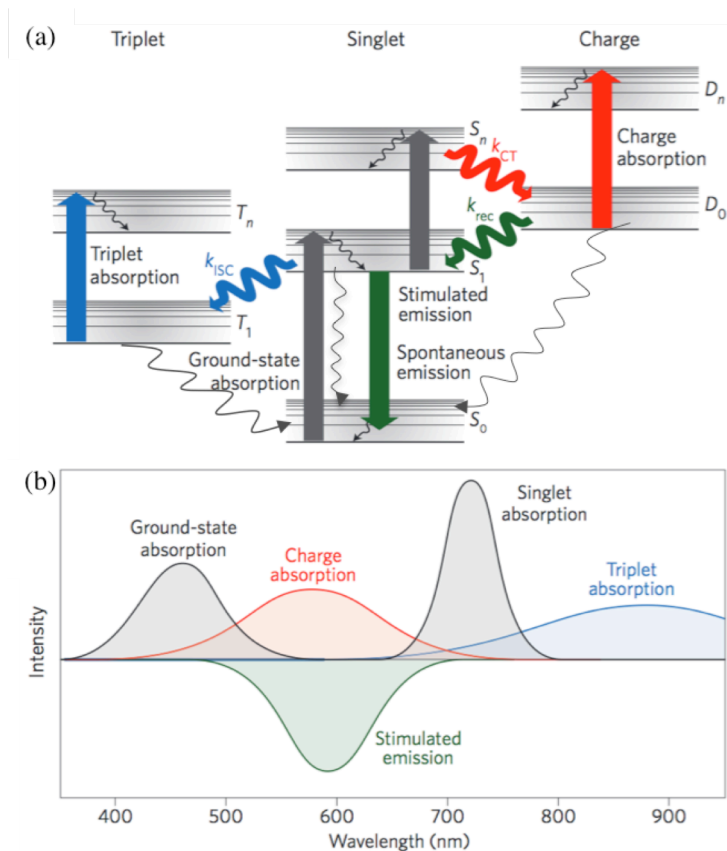 (a)
Triplet
Singlet
Charge
Dn
Sn
kCT
Charge
absorption
Tn
krec
D0
Triplet
absorption
kISC
S1
Stimulated
emission
T1
Ground-state
absorption
Spontaneous
emission
S0
(b)
Singlet
absorption
Ground-state
absorption
Charge
absorption
Triplet
absorption
Intensity
Stimulated
emission
400 500 600 700 800 900
Wavelength (nm)